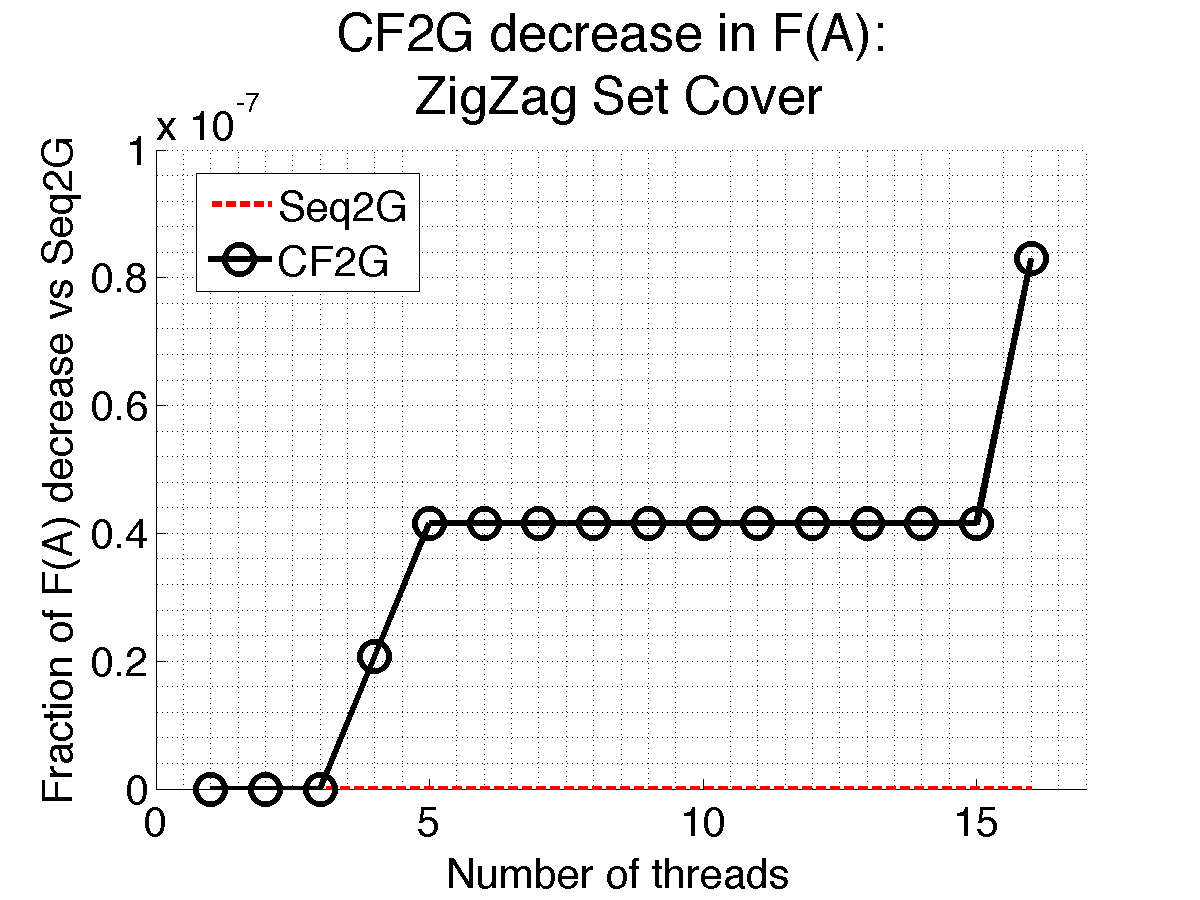 CF2G decrease in F(A):
ZigZag Set Cover
x 10^-7
Fraction of F(A) decrease vs Seq2G
1
0.8
0.6
0.4
0.2
0
Seq2G
CF2G
0
5
10
15
Number of threads